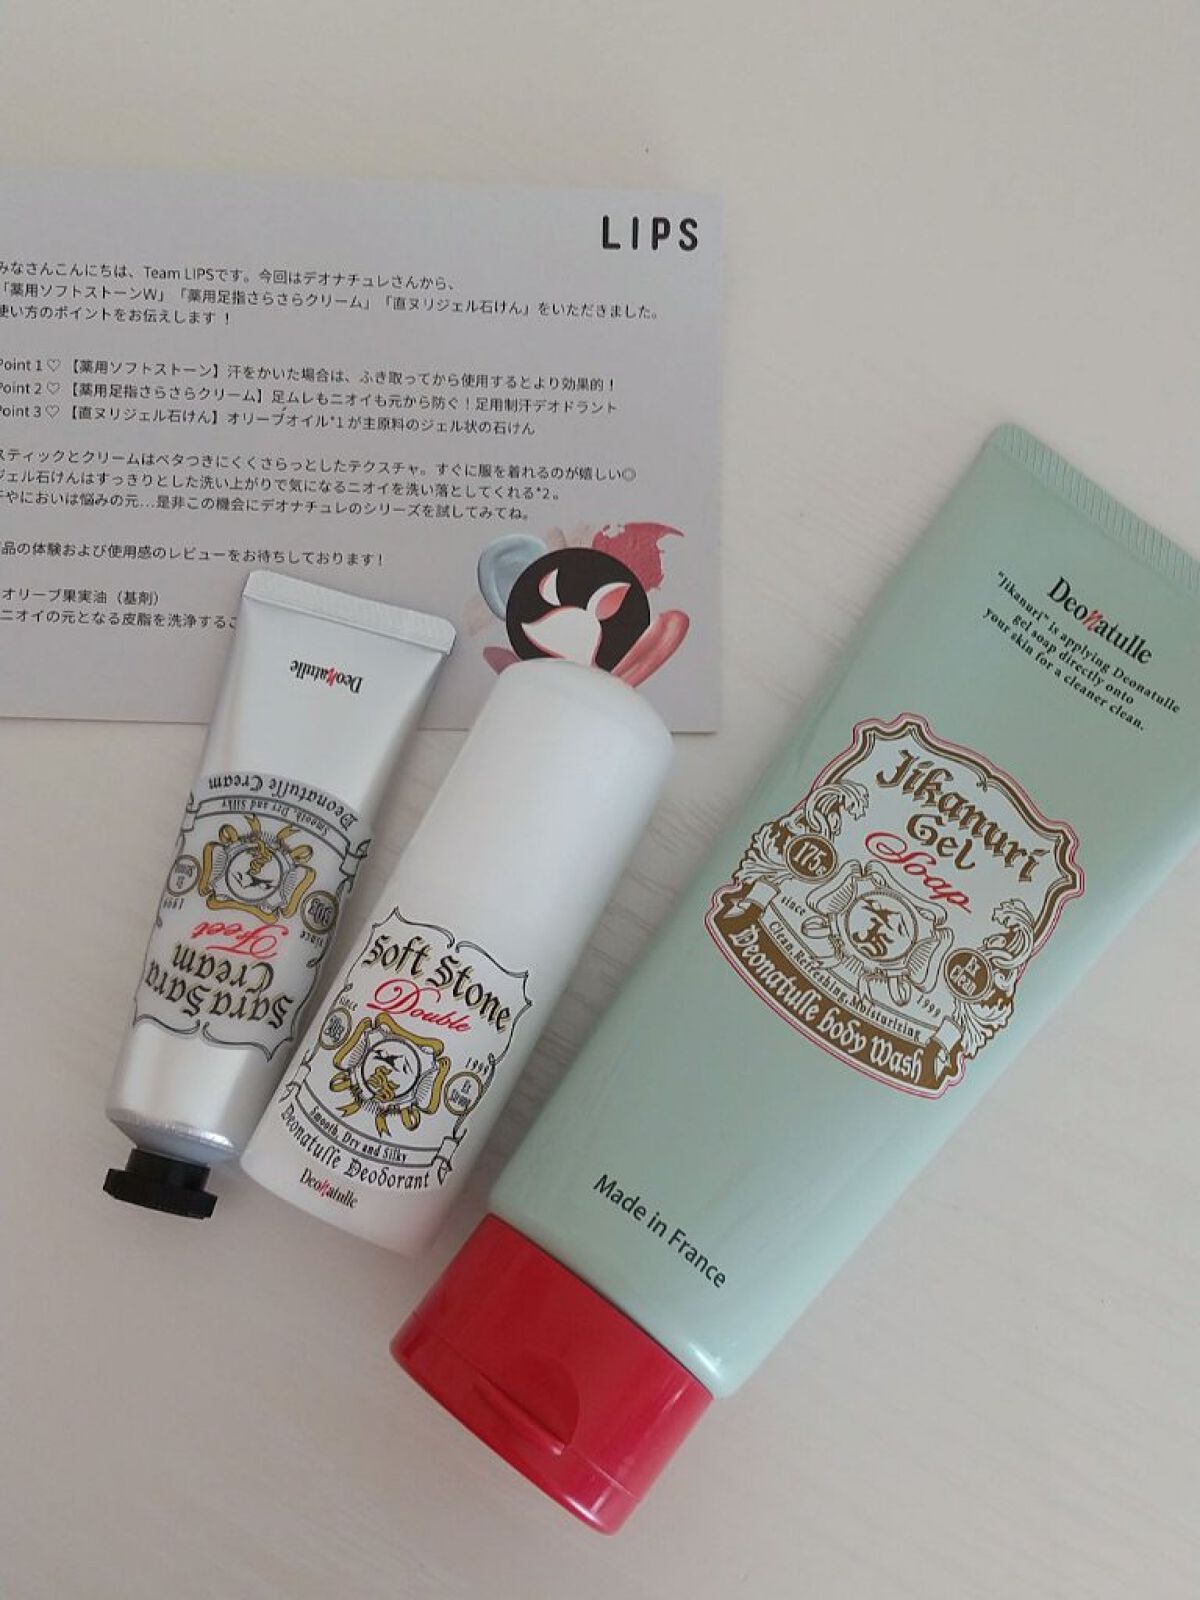 LIPS
みなさんこんにちは、Team LIPSです。今回はデオナチュレさんから、
「薬用ソフトストーンW」「薬用足指さらさらクリーム」「直ヌリジェル石けん」をいただきました。
使い方のポイントをお伝えします！
Point 1♡【薬用ソフトストーン】汗をかいた場合は、ふき取ってから使用するとより効果的！
Point 2♡【薬用足指さらさらクリーム】足ムレもニオイも元から防ぐ！足用制汗デオドラント
Point 3♡【直ヌリジェル石けん】オリーブオイル*1が主原料のジェル状の石けん
スティックとクリームはベタつきにくくさらっとしたテクスチャ。すぐに服を着れるのが嬉しい◎
ジェル石けんはすっきりとした洗い上がりで気になるニオイを洗い落としてくれる*2。
やにおいは悩みの元…是非この機会にデオナチュレのシリーズを試してみてね。
品の体験および使用感のレビューをお待ちしております！
オリーブ果実油（基剤）
ニオイの元となる皮脂を洗浄するこ
Deonatulle
SaraSara
Cream
Feet
since
1999
30g
Smooth, Dry and Silky
Deonatulle Cream
Soft Stone
Double
since
1999
20g
Ex
Strong
Smooth, Dry and Silky
Deonatulle Deodorant
Deonatulle
Deonatulle
"Jikanuri" is applying Deonatulle
gel soap directly onto
your skin for a cleaner clean.
Jikanuri
Gel
Soap
175g
since
1999
Ex
Clean
Clean, Refreshing, Moisturizing
Deonatulle body Wash
Made in France